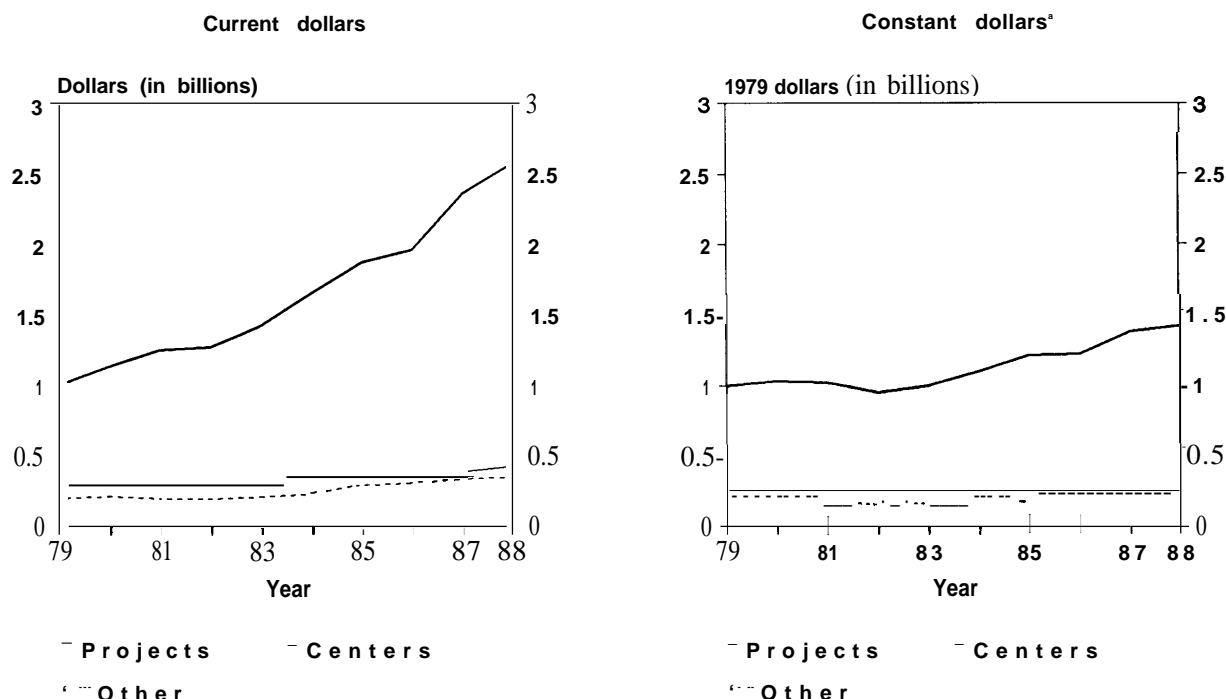 Current dollars
Dollars (in billions)
3 3
2.5 2.5
2 2
1.5 1.5
1 1
0.5 0.5
0 0
79 81 83 85 87 88
Year
Projects Centers
Other
Constant dollarsª
1979 dollars (in billions)
3 3
2.5 2.5
2 2
1.5 1.5
1 1
0.5 0.5
0 0
79 81 83 85 87 88
Year
Projects Centers
Other